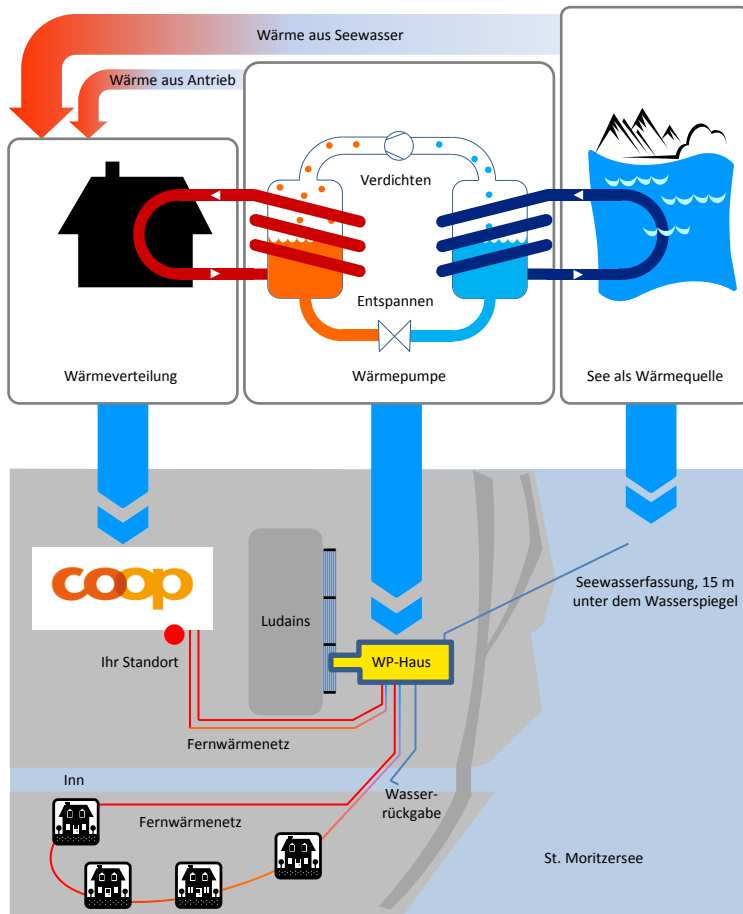 Wärme aus Seewasser
Wärme aus Antrieb
Verdichten
Entspannen
Wärmeverteilung
Wärmepumpe
See als Wärmequelle
coop
Seewasserfassung, 15 m
unter dem Wasserspiegel
Ludains
Ihr Standort
WP-Haus
Fernwärmenetz
Inn
Wasser-
rückgabe
Fernwärmenetz
St. Moritzersee